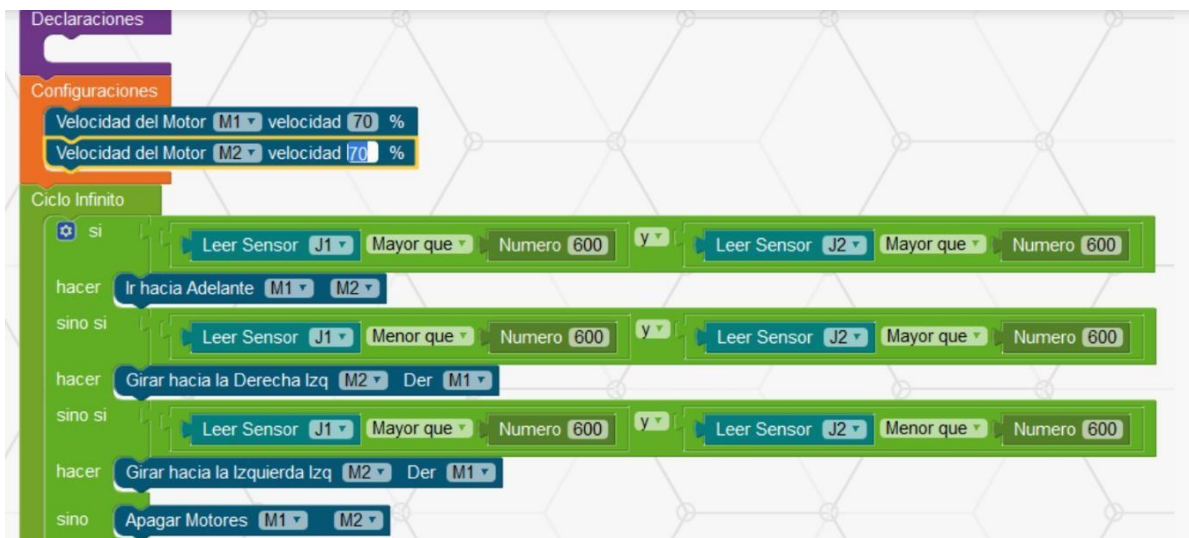 Declaraciones
Configuraciones
Velocidad del Motor M1 velocidad 70 %
Velocidad del Motor M2 velocidad 70 %
Ciclo Infinito
si Leer Sensor J1 Mayor que Numero 600 y Leer Sensor J2 Mayor que Numero 600
hacer Ir hacia Adelante M1 M2
sino si Leer Sensor J1 Menor que Numero 600 y Leer Sensor J2 Mayor que Numero 600
hacer Girar hacia la Derecha Izq M2 Der M1
sino si Leer Sensor J1 Mayor que Numero 600 y Leer Sensor J2 Menor que Numero 600
hacer Girar hacia la Izquierda Izq M2 Der M1
sino Apagar Motores M1 M2